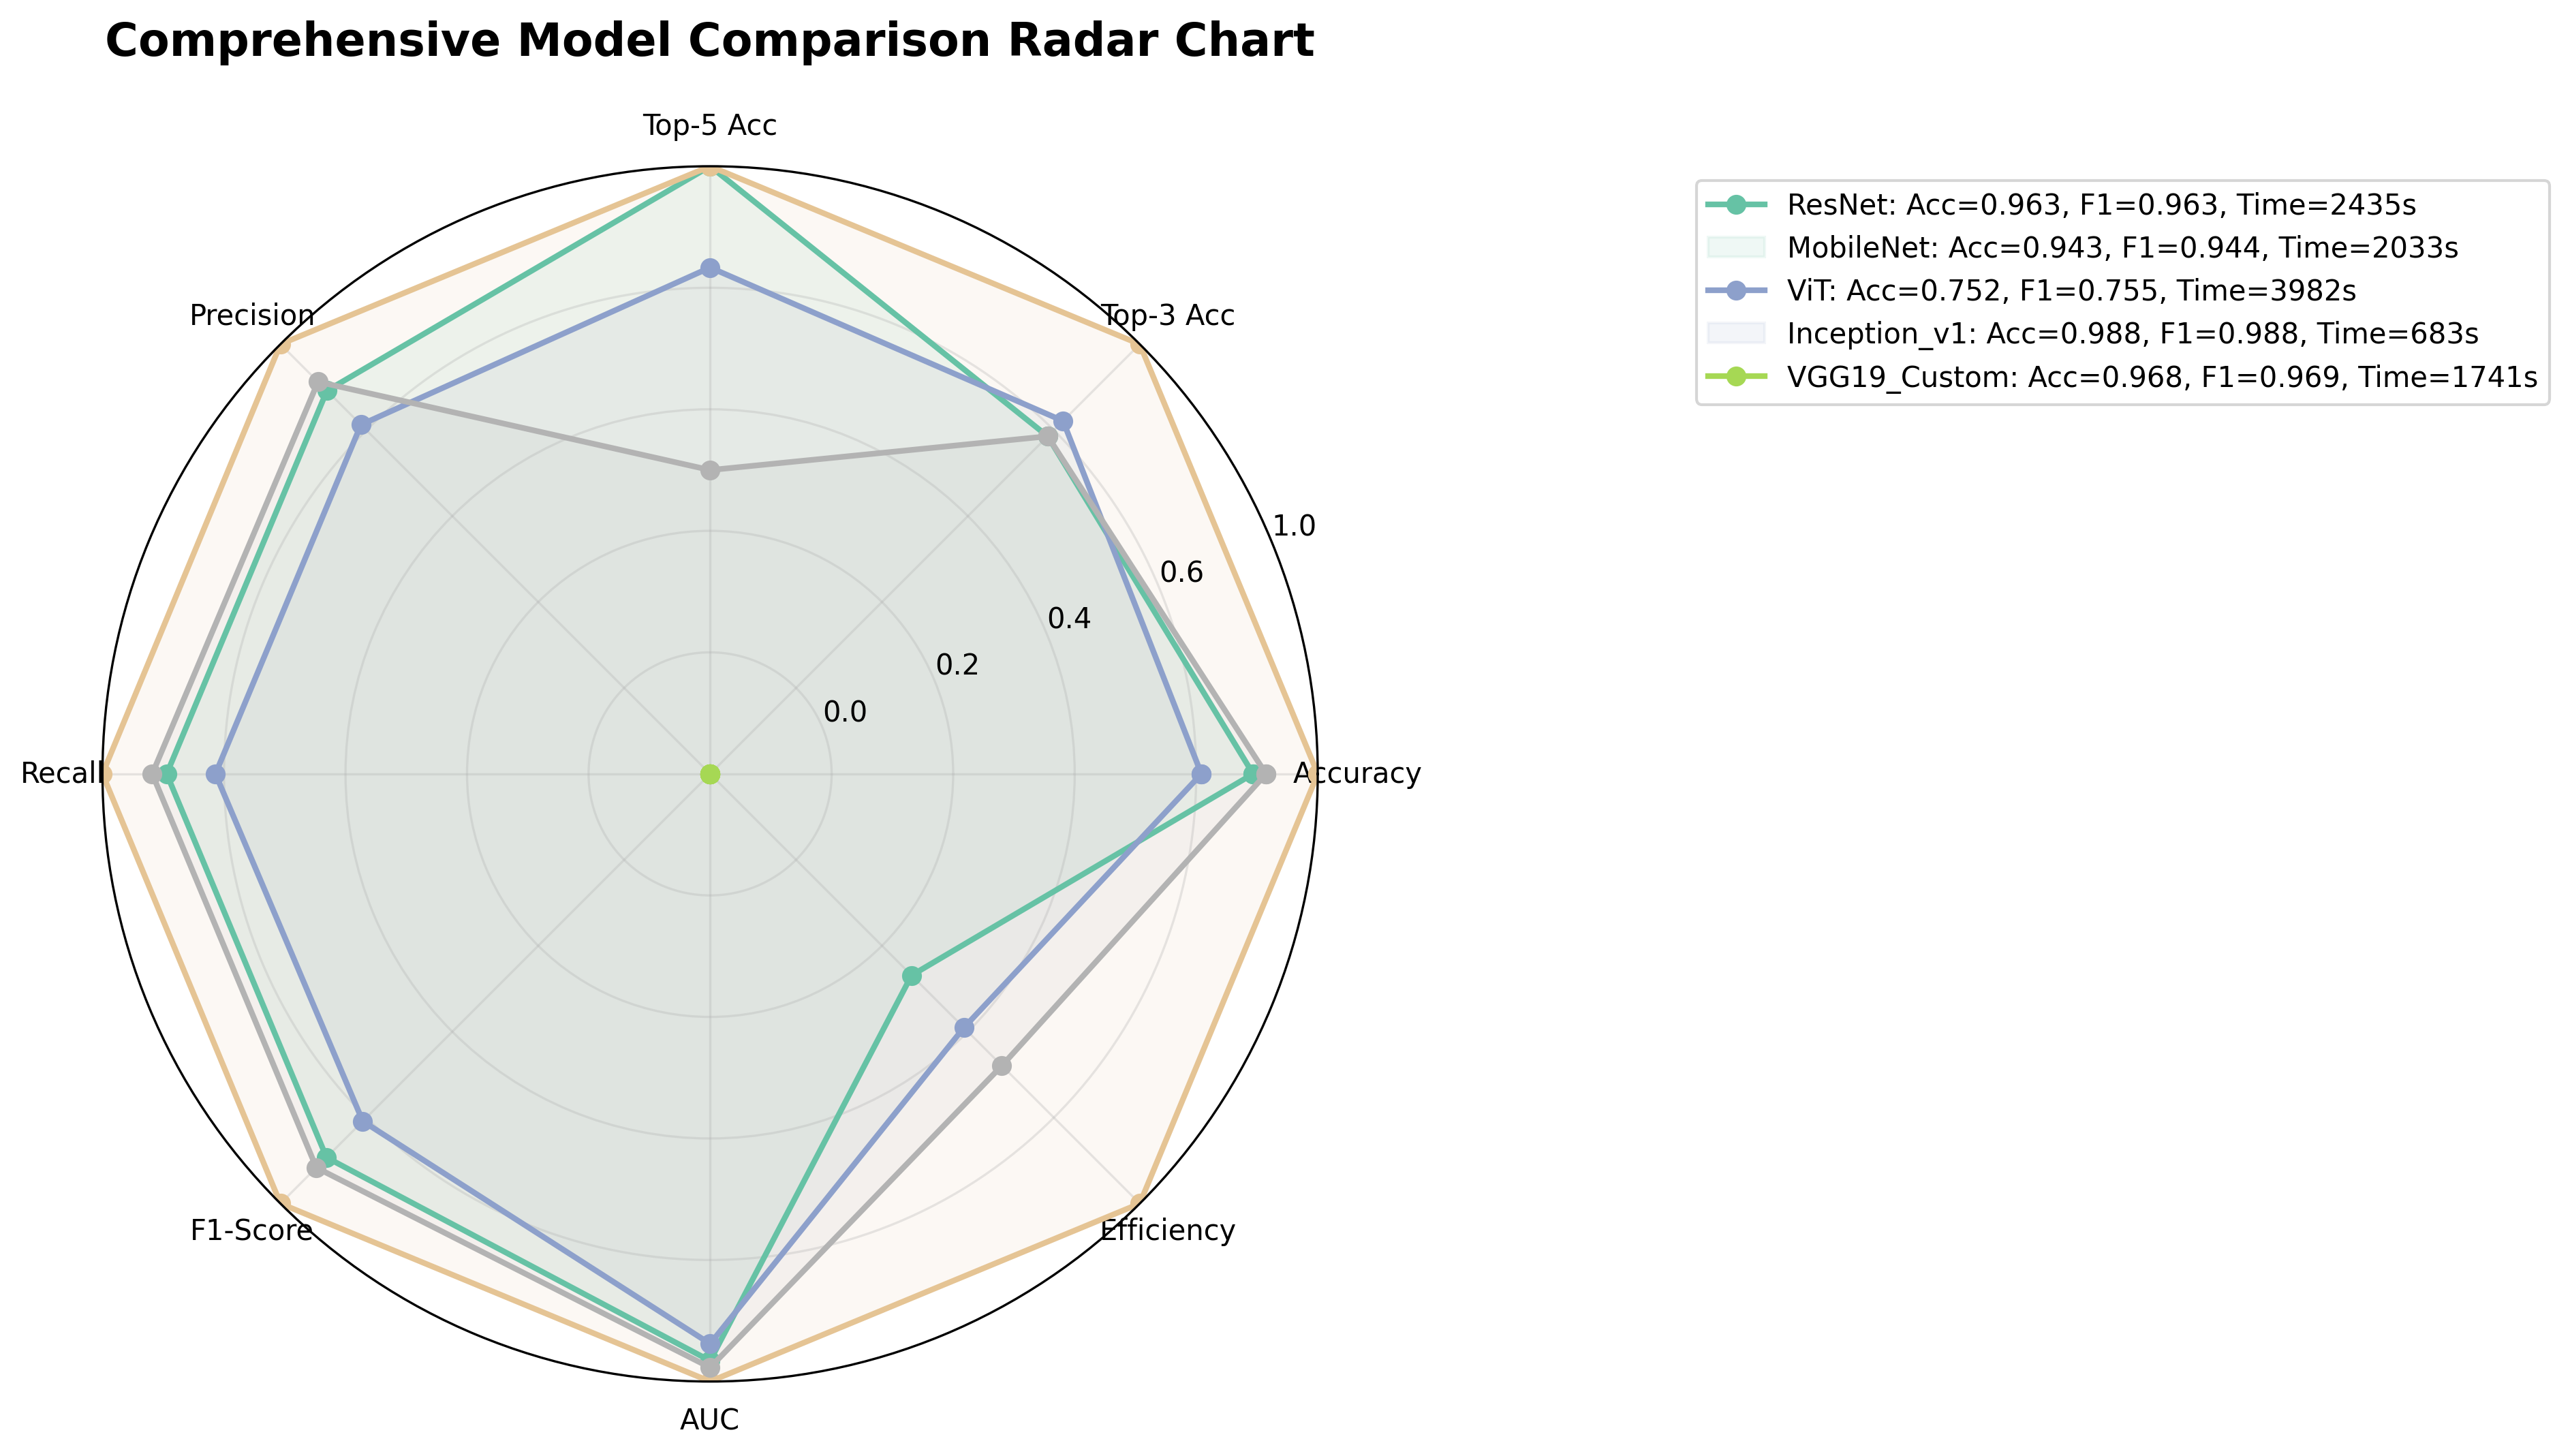 Comprehensive Model Comparison Radar Chart
Top-5 Acc
Precision
Top-3 Acc
1.0
0.6
0.4
0.2
0.0
Recall
Accuracy
F1-Score
Efficiency
AUC
ResNet: Acc=0.963, F1=0.963, Time=2435s
MobileNet: Acc=0.943, F1=0.944, Time=2033s
ViT: Acc=0.752, F1=0.755, Time=3982s
Inception_v1: Acc=0.988, F1=0.988, Time=683s
VGG19_Custom: Acc=0.968, F1=0.969, Time=1741s